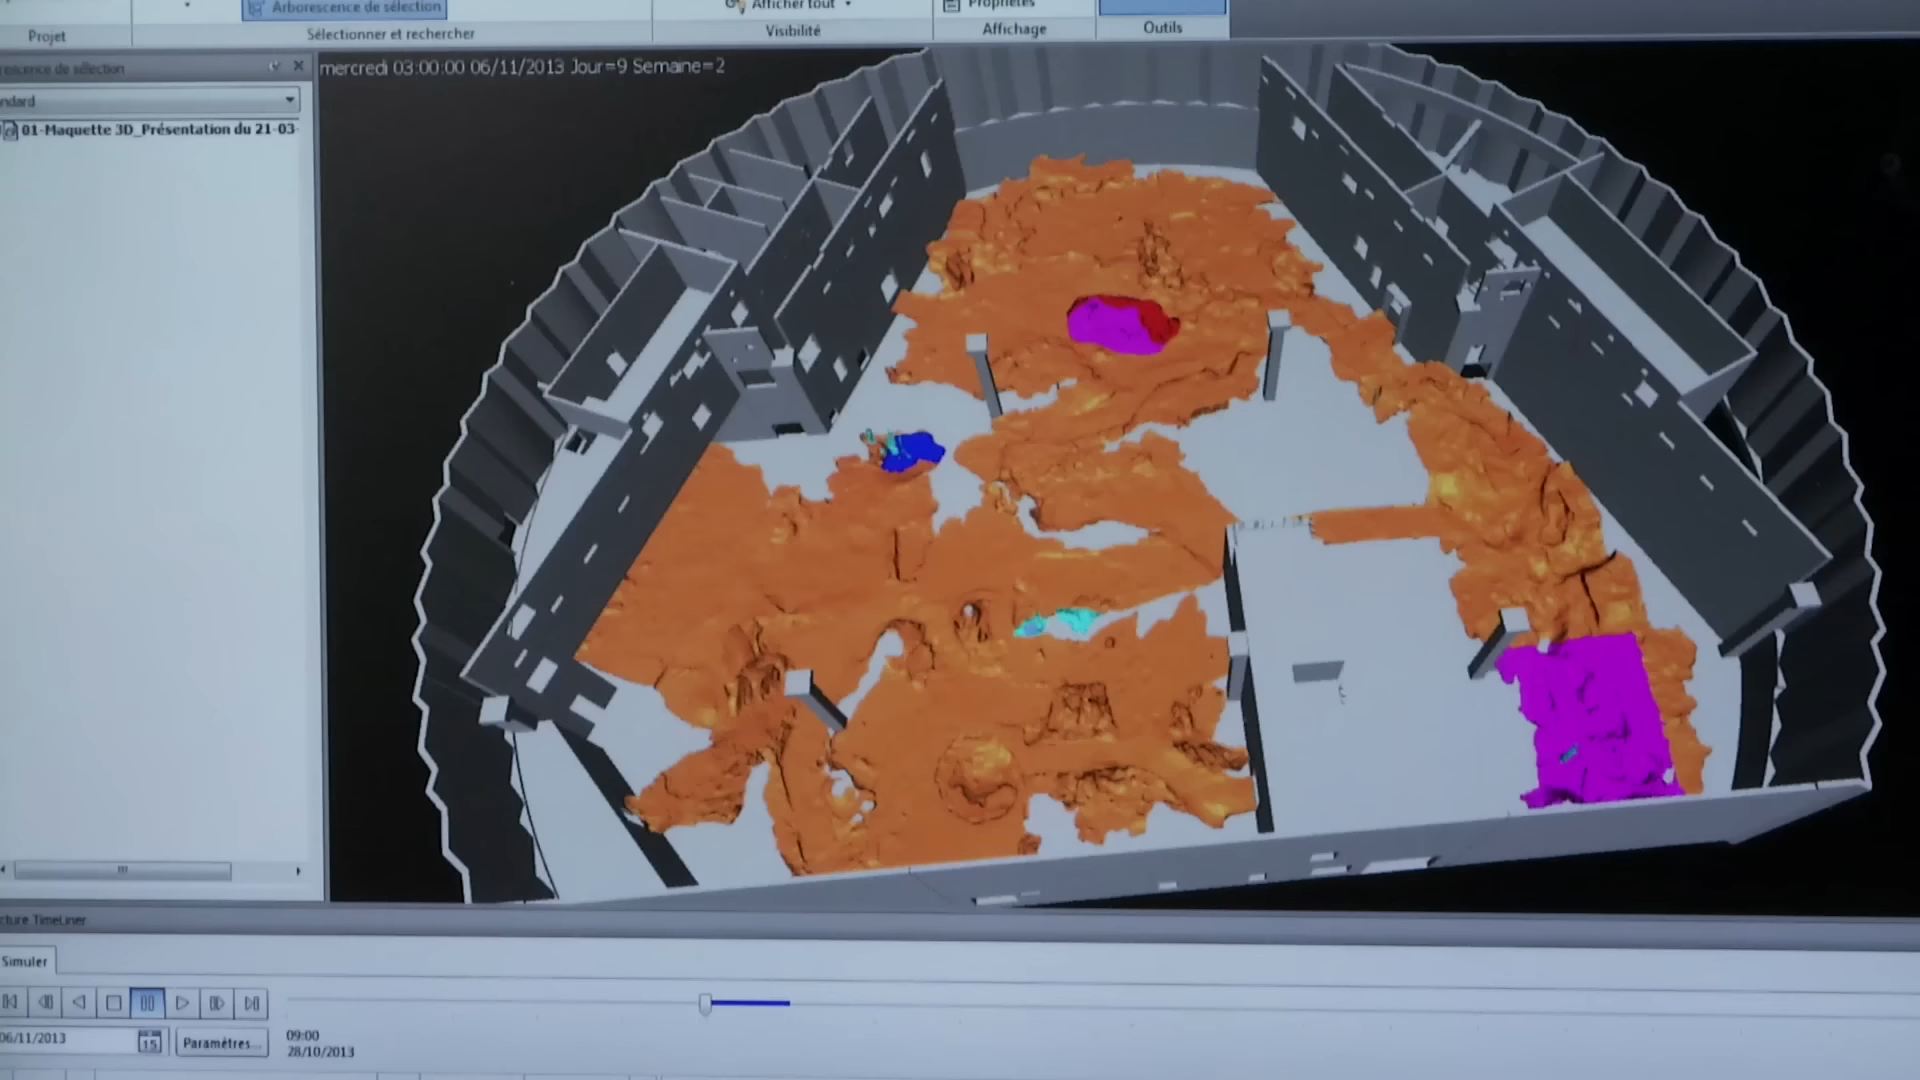 Arborescence de sélection
Afficher tout
Propriétés
Projet
Sélectionner et rechercher
Visibilité
Affichage
Outils
de sélection
mercredi 03:00:00 06/11/2013 Jour=9 Semaine=2
ndard
01-Maquette 3D_Présentation du 21-03-
cture TimeLiner
Simuler
06/11/2013
15
Paramètres...
09:00
28/10/2013